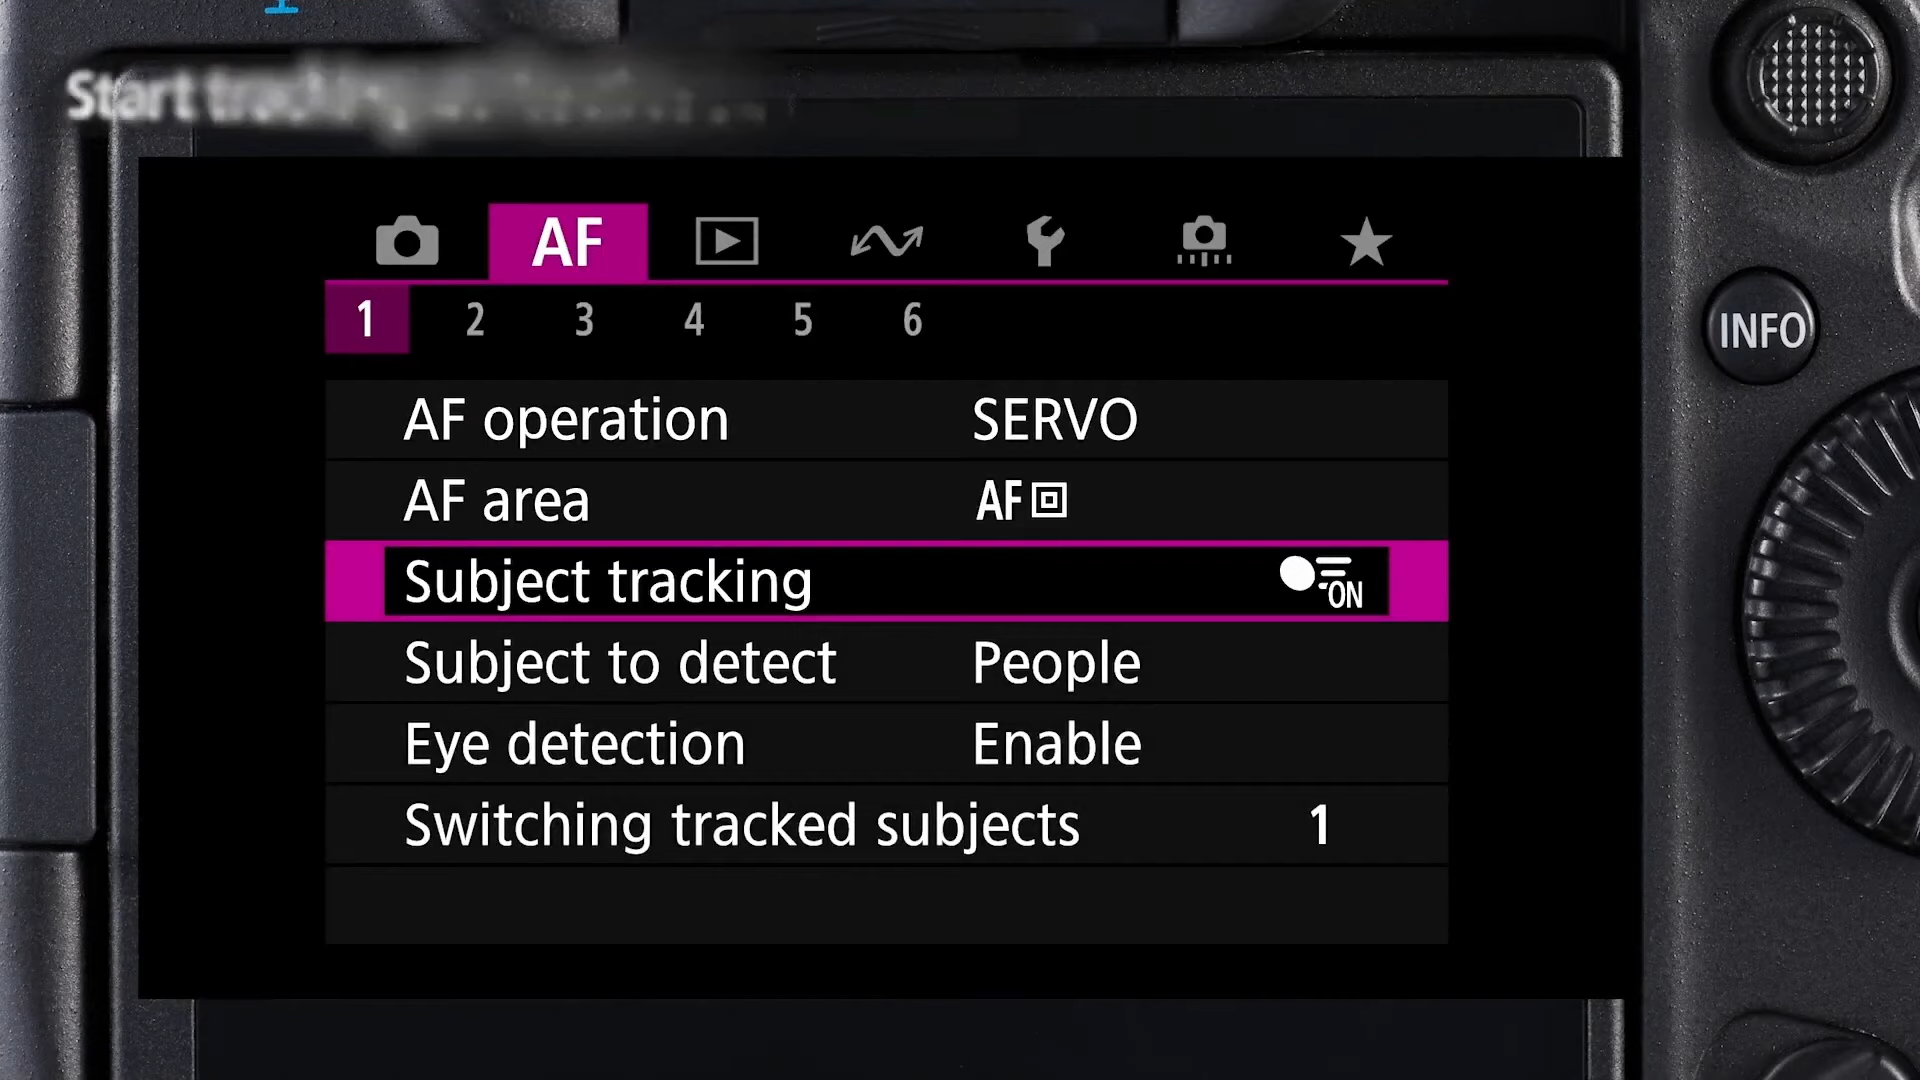 Start tracking
AF
1 2 3 4 5 6
INFO
AF operation SERVO
AF area AF
Subject tracking ON
Subject to detect People
Eye detection Enable
Switching tracked subjects 1